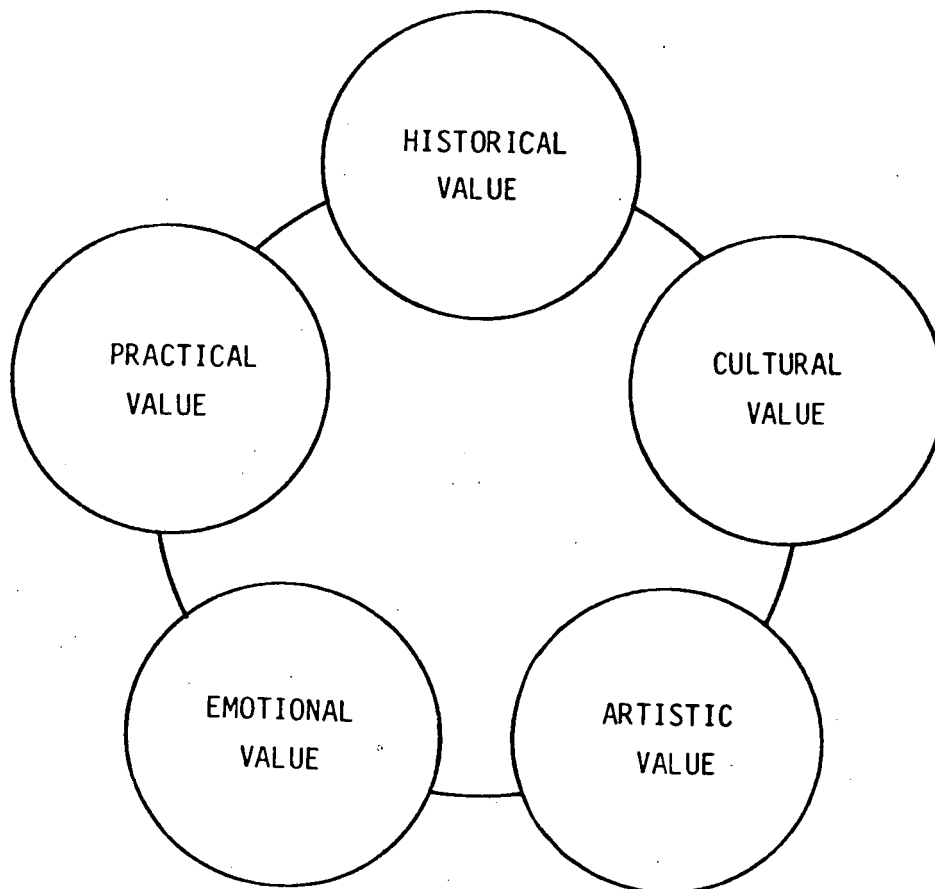 HISTORICAL
VALUE
PRACTICAL
VALUE
CULTURAL
VALUE
EMOTIONAL
VALUE
ARTISTIC
VALUE